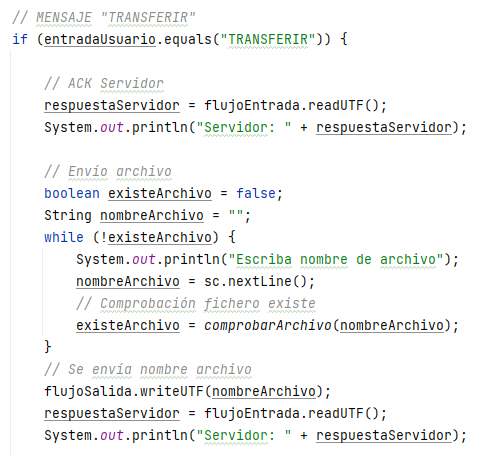 // MENSAJE "TRANSFERIR"
if (entradaUsuario.equals("TRANSFERIR")) {
// ACK Servidor
respuestaServidor = flujoEntrada.readUTF();
System.out.println("Servidor: " + respuestaServidor);
// Envío archivo
boolean existeArchivo = false;
String nombreArchivo = "";
while (!existeArchivo) {
System.out.println("Escriba nombre de archivo");
nombreArchivo = sc.nextLine();
// Comprobación fichero existe
existeArchivo = comprobarArchivo(nombreArchivo);
}
// Se envía nombre archivo
flujoSalida.writeUTF(nombreArchivo);
respuestaServidor = flujoEntrada.readUTF();
System.out.println("Servidor: " + respuestaServidor);